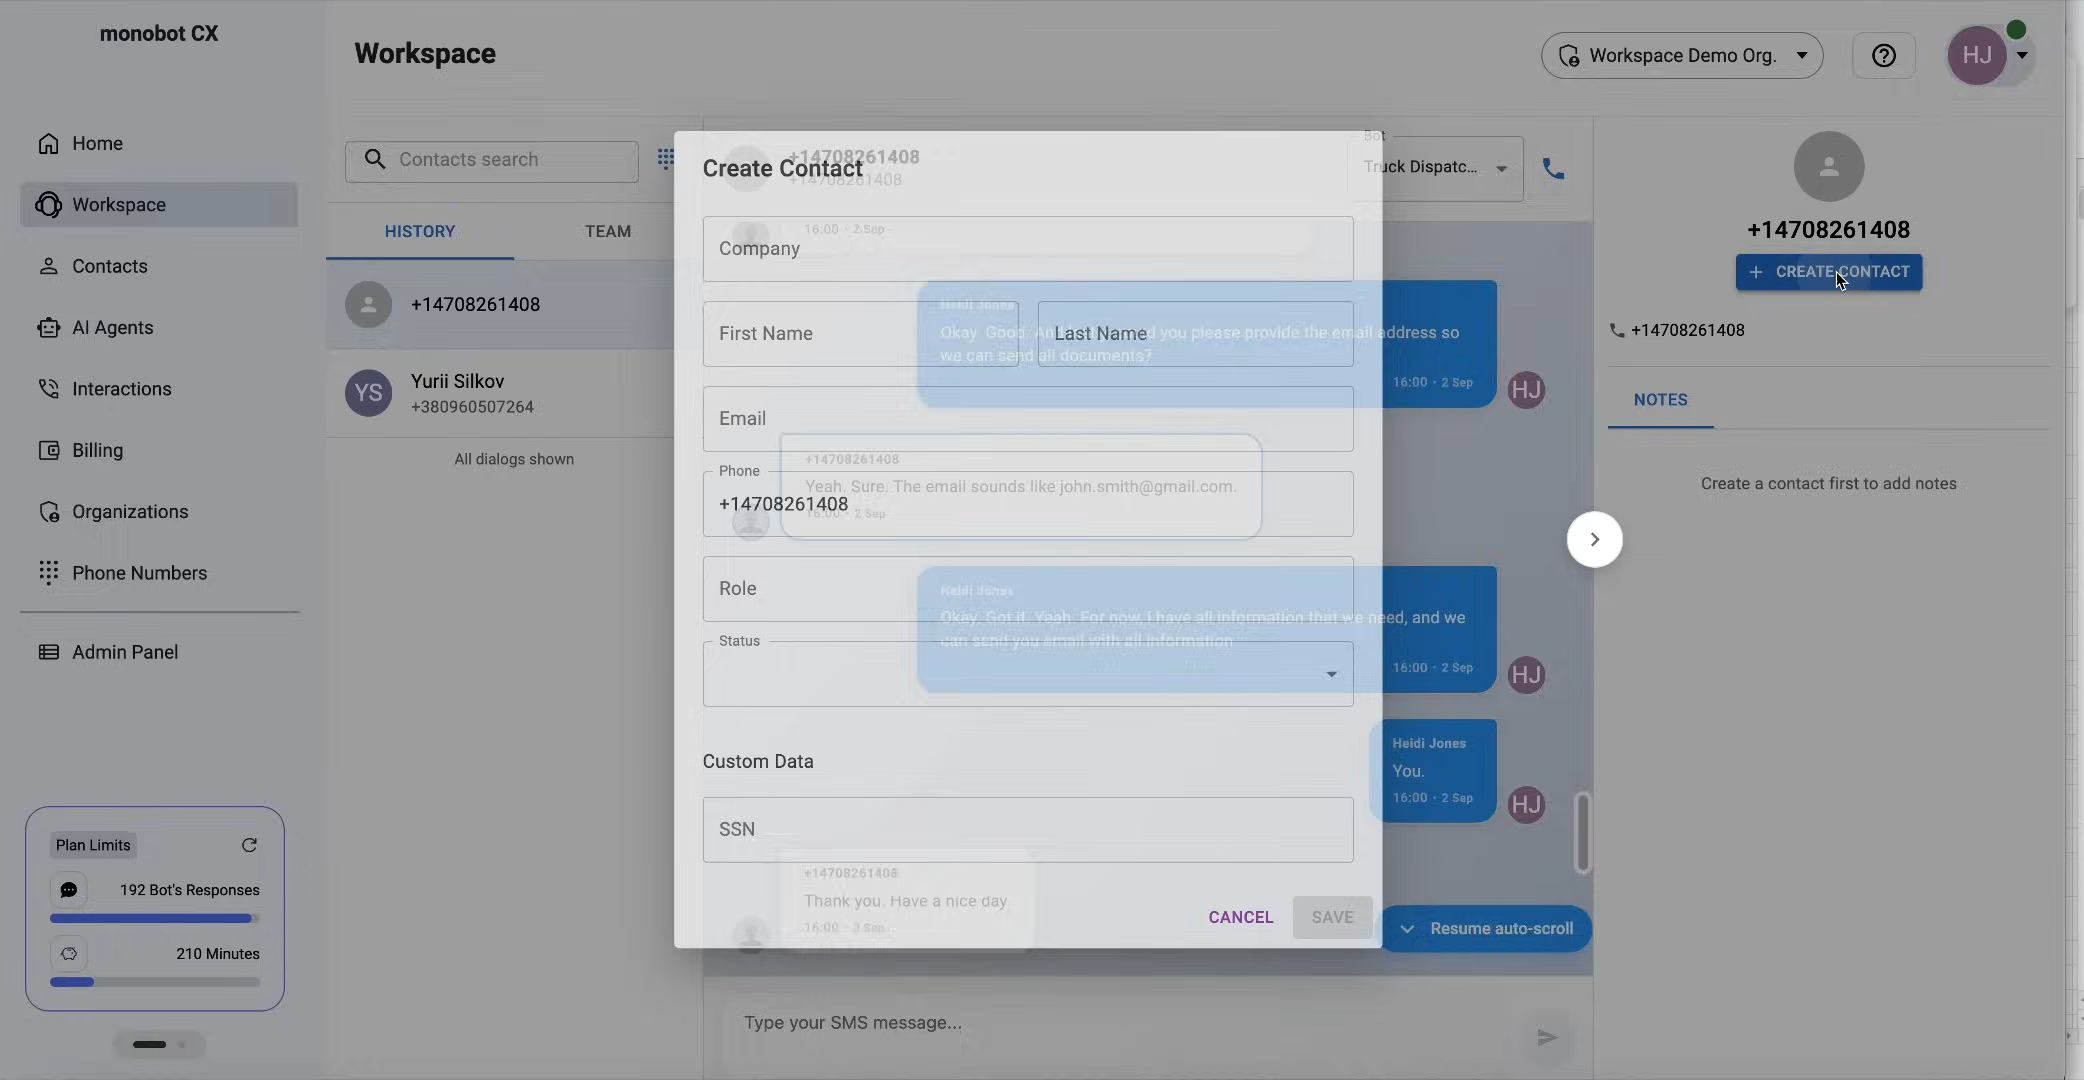 monobot CX
Home
Workspace
Contacts
AI Agents
Interactions
Billing
Organizations
Phone Numbers
Admin Panel
Plan Limits
192 Bot's Responses
210 Minutes
Workspace
Workspace Demo Org.
HJ
Contacts search
HISTORY
TEAM
+14708261408
YS
Yurii Silkov
+380960507264
All dialogs shown
+14708261408
+14708261408
Bot
Truck Dispatc...
16:00 · 2 Sep
Heidi Jones
Okay. Good. And you please provide the email address so
we can send all documents?
16:00 · 2 Sep
HJ
+14708261408
Yeah. Sure. The email sounds like john.smith@gmail.com.
16:00 · 2 Sep
Heidi Jones
Okay. Got it. Yeah. For now, I have all information that we need, and we
can send you email with all information
16:00 · 2 Sep
HJ
Heidi Jones
You.
16:00 · 2 Sep
HJ
+14708261408
Thank you. Have a nice day
16:00 · 3 Sep
Resume auto-scroll
Type your SMS message...
Create Contact
Company
First Name
Last Name
Email
Phone
+14708261408
Role
Status
Custom Data
SSN
CANCEL
SAVE
+14708261408
+ CREATE CONTACT
+14708261408
NOTES
Create a contact first to add notes